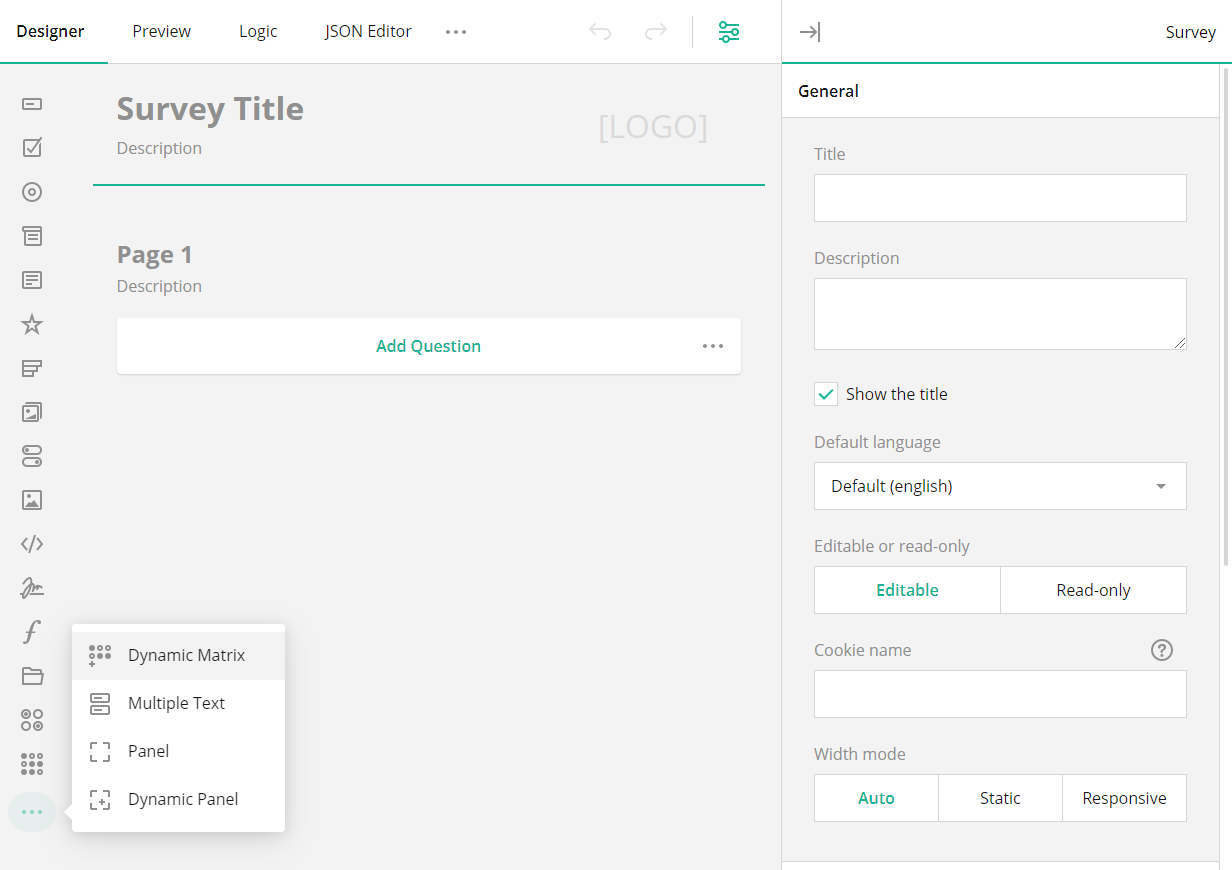 Designer Preview Logic JSON Editor
Survey
Survey Title
Description
[LOGO]
Page 1
Description
Add Question
Dynamic Matrix
Multiple Text
Panel
Dynamic Panel
General
Title
Description
Show the title
Default language
Default (english)
Editable or read-only
Editable Read-only
Cookie name
Width mode
Auto Static Responsive